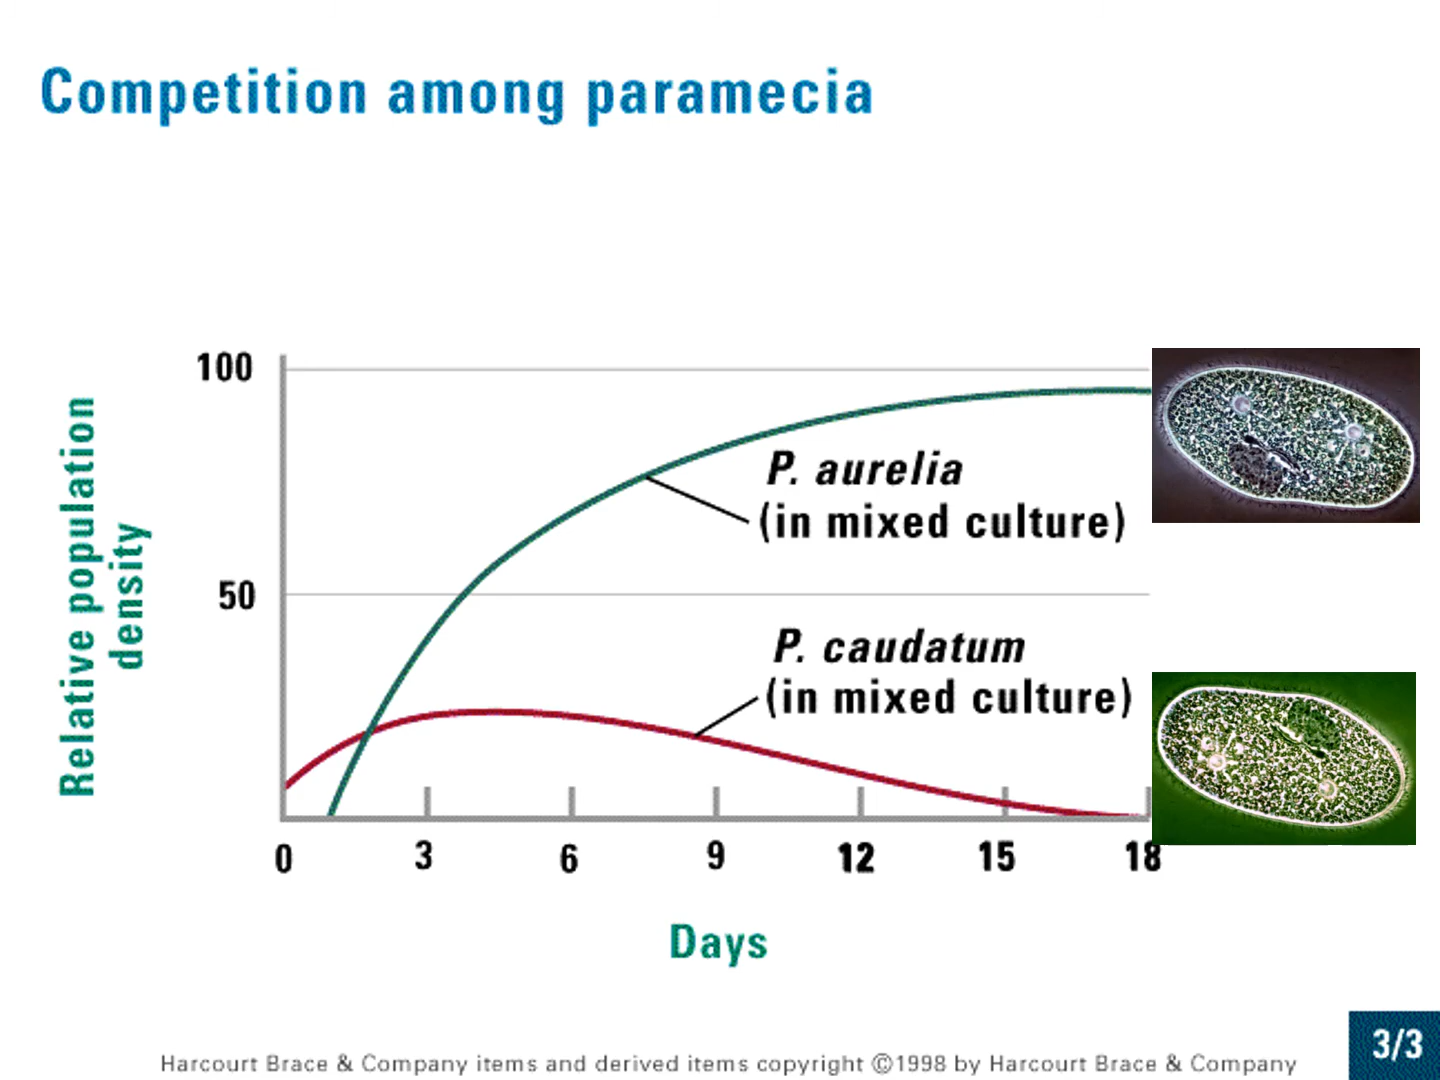 Competition among paramecia
100
50
Relative population
density
P. aurelia
(in mixed culture)
P. caudatum
(in mixed culture)
0 3 6 9 12 15 18
Days
3/3
Harcourt Brace & Company items and derived items copyright ©1998 by Harcourt Brace & Company